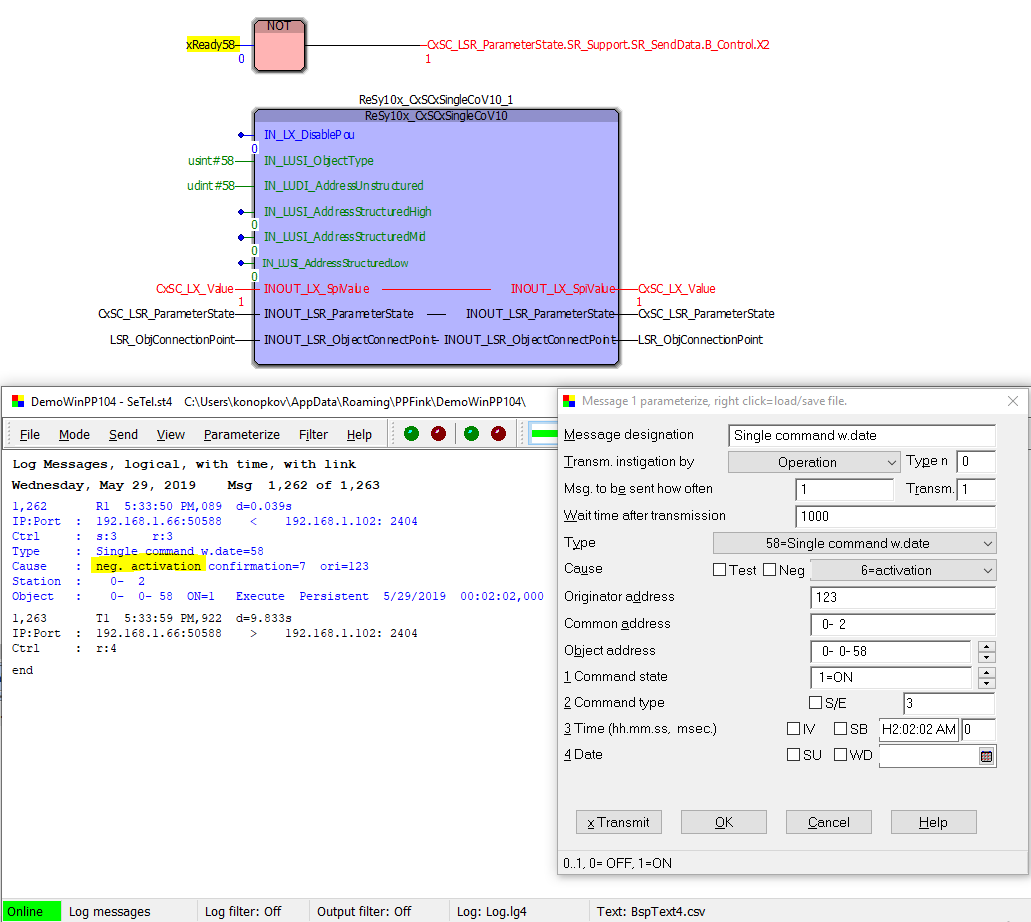 NOT
xReady58
0
CxSC_LSR_ParameterState.SR_Support.SR_SendData.B_Control.X2
1
ReSy10x_CxSCxSingleCoV10_1
ReSy10x_CxSCxSingleCoV10
IN_LX_DisablePou
0
usint#58 IN_LUSI_ObjectType
udint#58 IN_LUDI_AddressUnstructured
IN_LUSI_AddressStructuredHigh
0
IN_LUSI_AddressStructuredMid
0
IN_LUSI_AddressStructuredLow
0
CxSC_LX_Value INOUT_LX_SpiValue INOUT_LX_SpiValue CxSC_LX_Value
1 1
CxSC_LSR_ParameterState INOUT_LSR_ParameterState INOUT_LSR_ParameterState CxSC_LSR_ParameterState
LSR_ObjConnectionPoint INOUT_LSR_ObjectConnectPoint INOUT_LSR_ObjectConnectPoint LSR_ObjConnectionPoint
DemoWinPP104 - SeTel.st4 C:\Users\konopkov\AppData\Roaming\PPFink\DemoWinPP104\
File Mode Send View Parameterize Filter Help
Log Messages, logical, with time, with link
Wednesday, May 29, 2019 Msg 1,262 of 1,263
1,262 R1 5:33:50 PM,089 d=0.039s
IP:Port : 192.168.1.66:50588 < 192.168.1.102: 2404
Ctrl : s:3 r:3
Type : Single command w.date=58
Cause : neg. activation confirmation=7 ori=123
Station : 0- 2
Object : 0- 0- 58 ON=1 Execute Persistent 5/29/2019 00:02:02,000
1,263 T1 5:33:59 PM,922 d=9.833s
IP:Port : 192.168.1.66:50588 > 192.168.1.102: 2404
Ctrl : r:4
end
Message 1 parameterize, right click=load/save file.
Message designation Single command w.date
Transm. instigation by Operation Type n 0
Msg. to be sent how often 1 Transm. 1
Wait time after transmission 1000
Type 58=Single command w.date
Cause Test Neg 6=activation
Originator address 123
Common address 0- 2
Object address 0- 0-58
1 Command state 1=ON
2 Command type S/E 3
3 Time (hh.mm.ss, msec.) IV SB H2:02:02 AM 0
4 Date SU WD
x Transmit OK Cancel Help
0..1, 0= OFF, 1=ON
Online Log messages Log filter: Off Output filter: Off Log: Log.lg4 Text: BspText4.csv